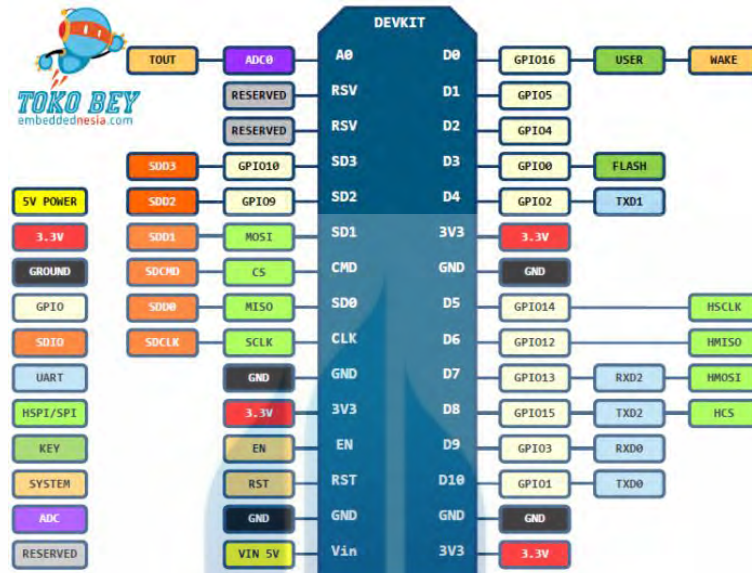 DEVKIT
TOUT ADC0 A0 D0 GPIO16 USER WAKE
RESERVED RSV D1 GPIO5
TOKO BEY
embeddednesia.com
RESERVED RSV D2 GPIO4
SDD3 GPIO10 SD3 D3 GPIO0 FLASH
5V POWER SDD2 GPIO9 SD2 D4 GPIO2 TXD1
3.3V SDD1 MOSI SD1 3V3 3.3V
GROUND SDCMD CS CMD GND GND
GPIO SDD0 MISO SD0 D5 GPIO14 HSCLK
SDIO SDCLK SCLK CLK D6 GPIO12 HMISO
UART GND GND D7 GPIO13 RXD2 HMOSI
HSPI/SPI 3.3V 3V3 D8 GPIO15 TXD2 HCS
KEY EN EN D9 GPIO3 RXD0
SYSTEM RST RST D10 GPIO1 TXD0
ADC GND GND GND GND
RESERVED VIN 5V Vin 3V3 3.3V